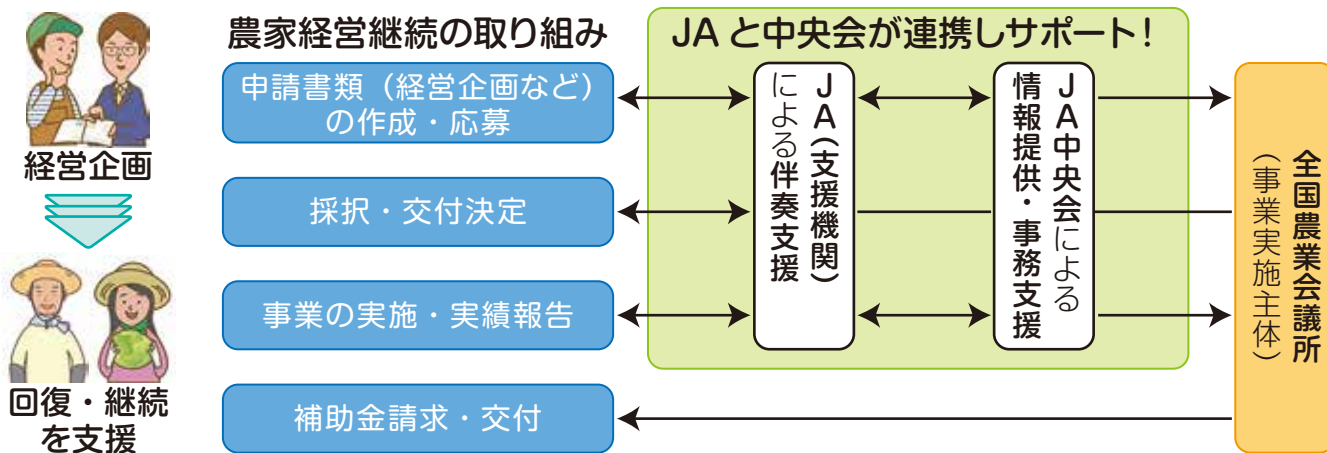 経営企画
回復・継続
を支援
農家経営継続の取り組み
申請書類（経営企画など）
の作成・応募
採択・交付決定
事業の実施・実績報告
補助金請求・交付
JAと中央会が連携しサポート！
JA（支援機関）
による伴奏支援
JA中央会による
情報提供・事務支援
全国農業会議所
（事業実施主体）